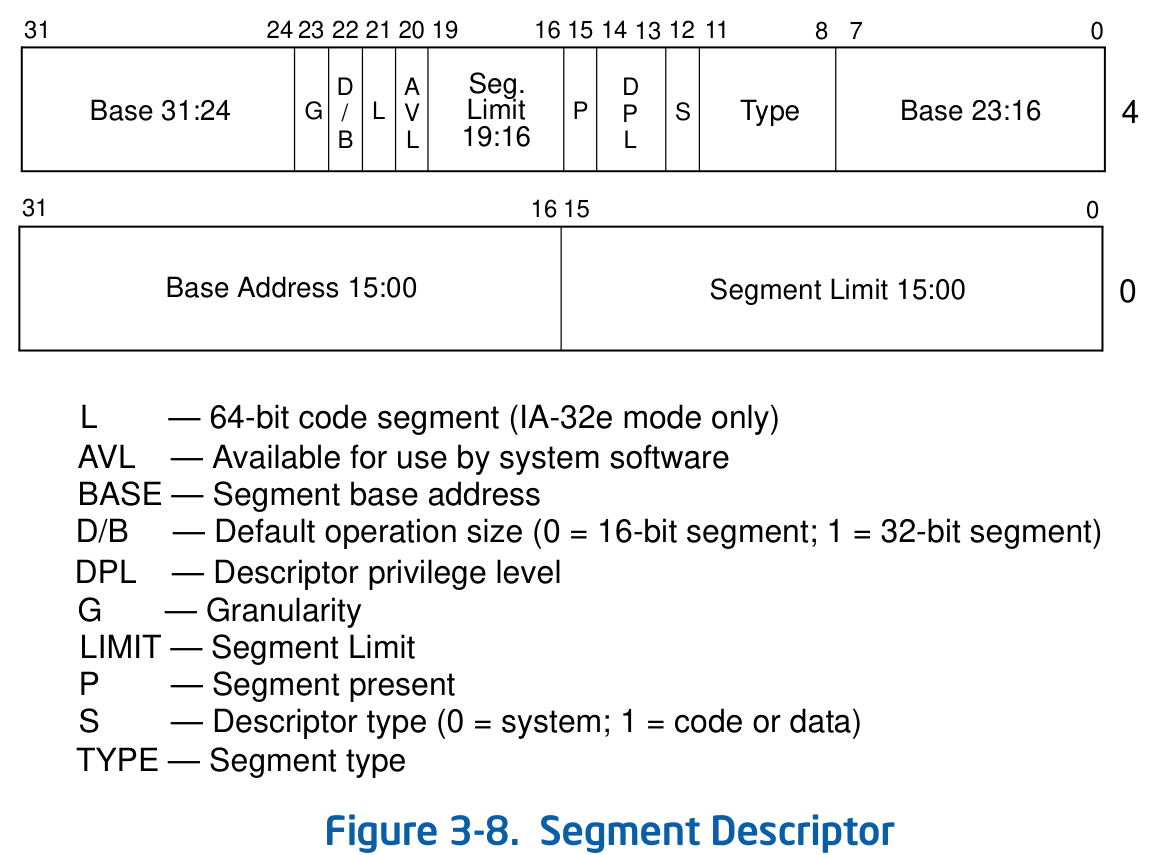 31 24 23 22 21 20 19 16 15 14 13 12 11 8 7 0
Base 31:24 G D/B L AVL Seg. Limit 19:16 P DPL S Type Base 23:16 4
31 16 15 0
Base Address 15:00 Segment Limit 15:00 0
L — 64-bit code segment (IA-32e mode only)
AVL — Available for use by system software
BASE — Segment base address
D/B — Default operation size (0 = 16-bit segment; 1 = 32-bit segment)
DPL — Descriptor privilege level
G — Granularity
LIMIT — Segment Limit
P — Segment present
S — Descriptor type (0 = system; 1 = code or data)
TYPE — Segment type
Figure 3-8. Segment Descriptor